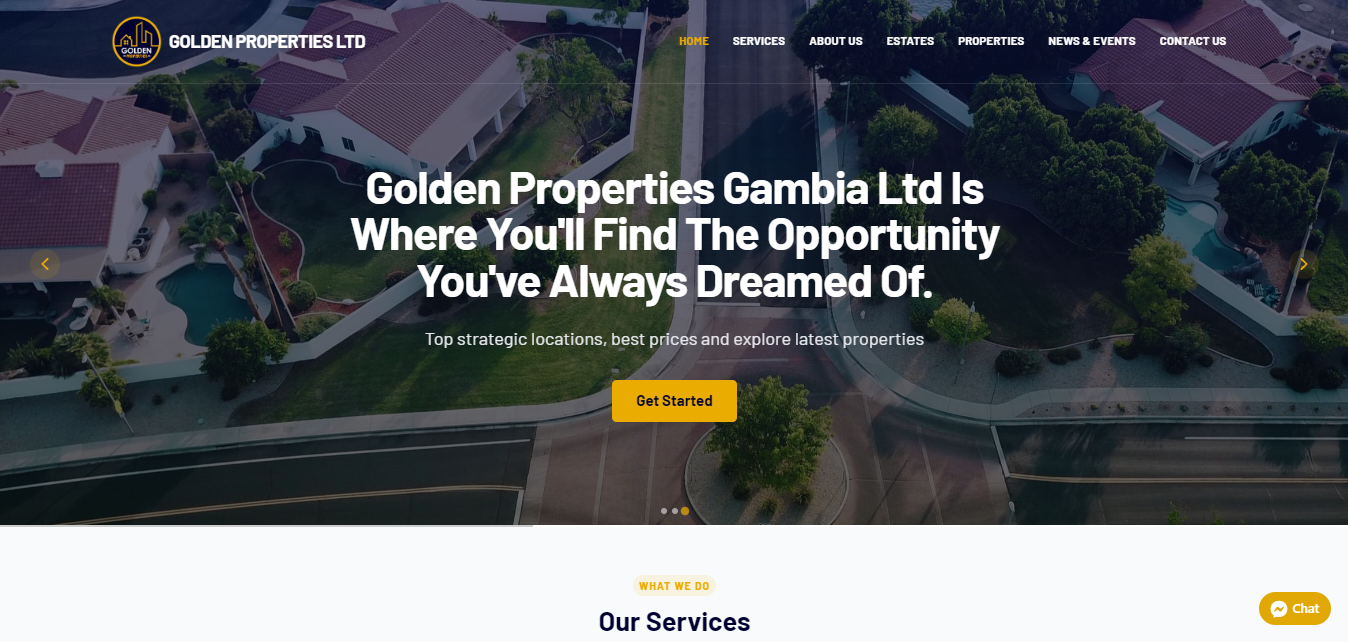 GOLDEN
GOLDEN PROPERTIES LTD
HOME
SERVICES
ABOUT US
ESTATES
PROPERTIES
NEWS & EVENTS
CONTACT US
Golden Properties Gambia Ltd Is
Where You'll Find The Opportunity
You've Always Dreamed Of.
Top strategic locations, best prices and explore latest properties
Get Started
WHAT WE DO
Our Services
Chat